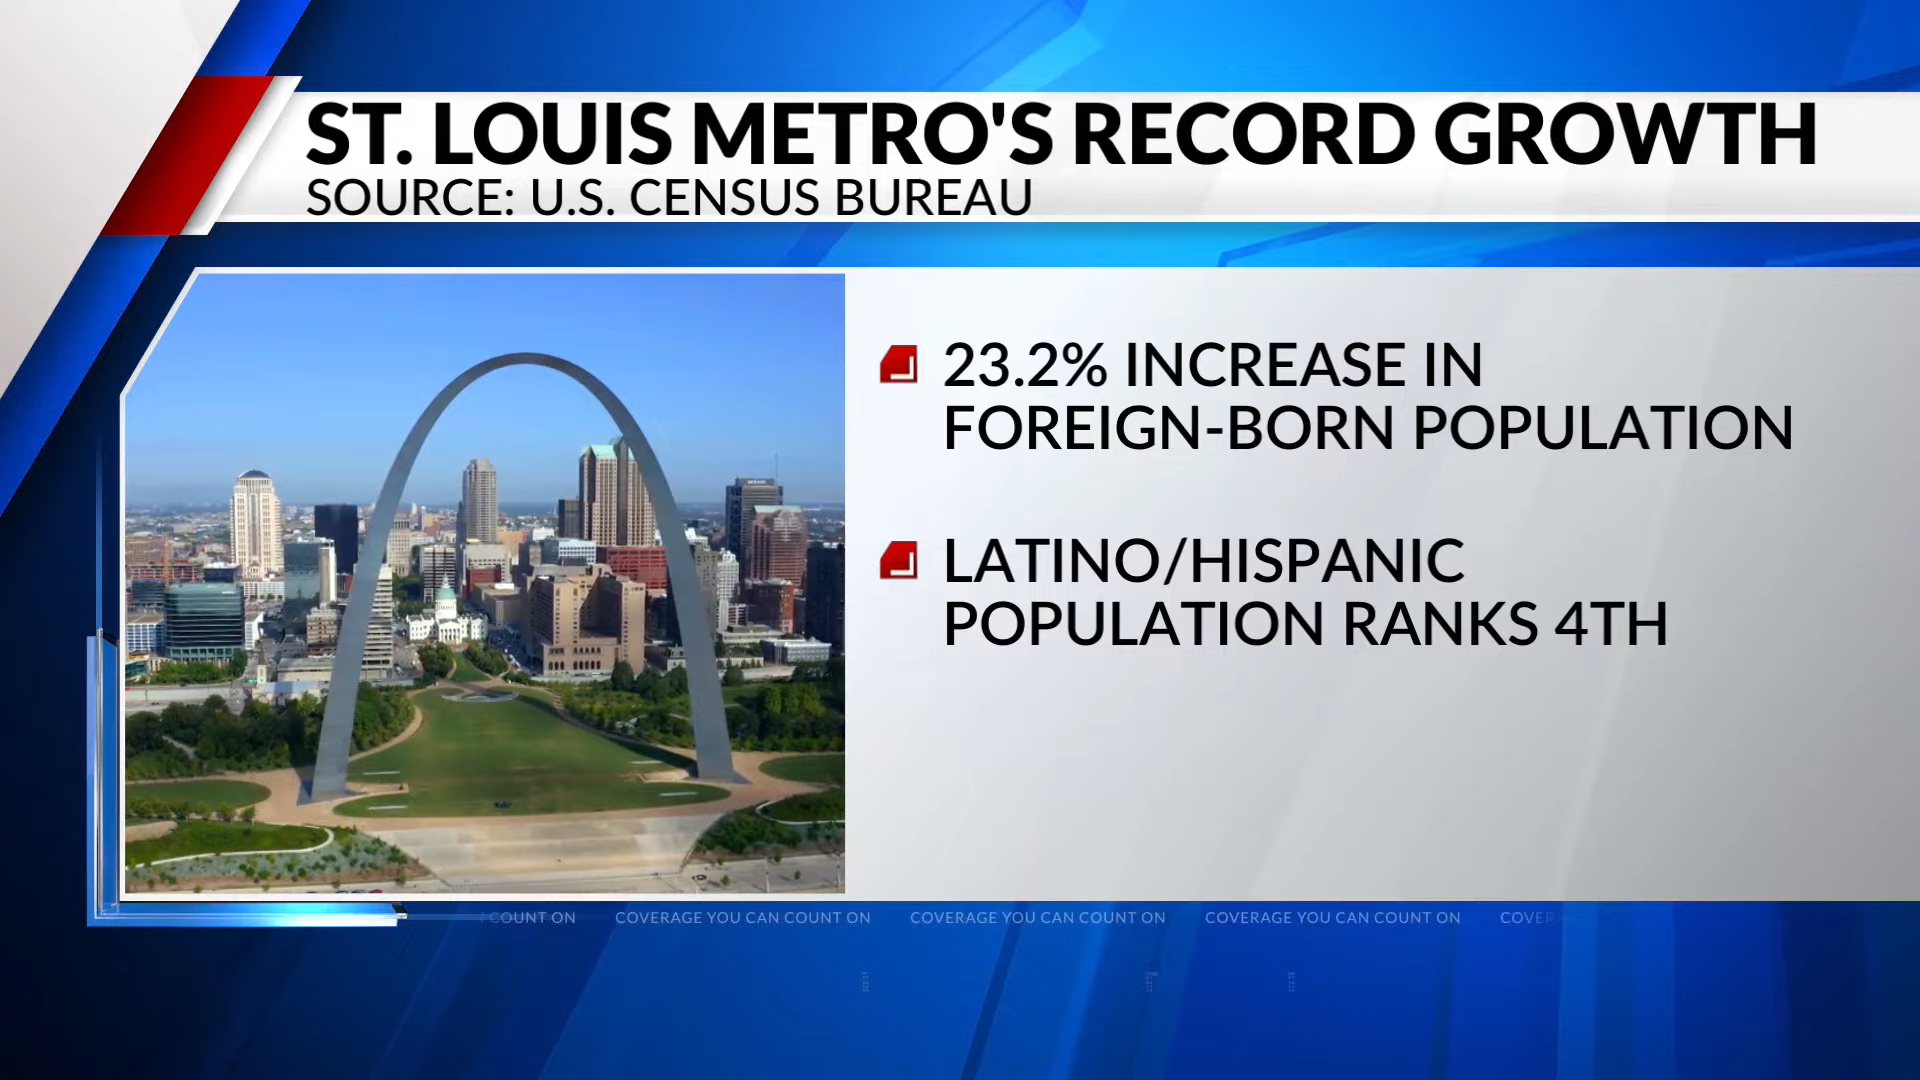 ST. LOUIS METRO'S RECORD GROWTH
SOURCE: U.S. CENSUS BUREAU
23.2% INCREASE IN
FOREIGN-BORN POPULATION
LATINO/HISPANIC
POPULATION RANKS 4TH
COUNT ON COVERAGE YOU CAN COUNT ON COVERAGE YOU CAN COUNT ON COVERAGE YOU CAN COUNT ON COVER